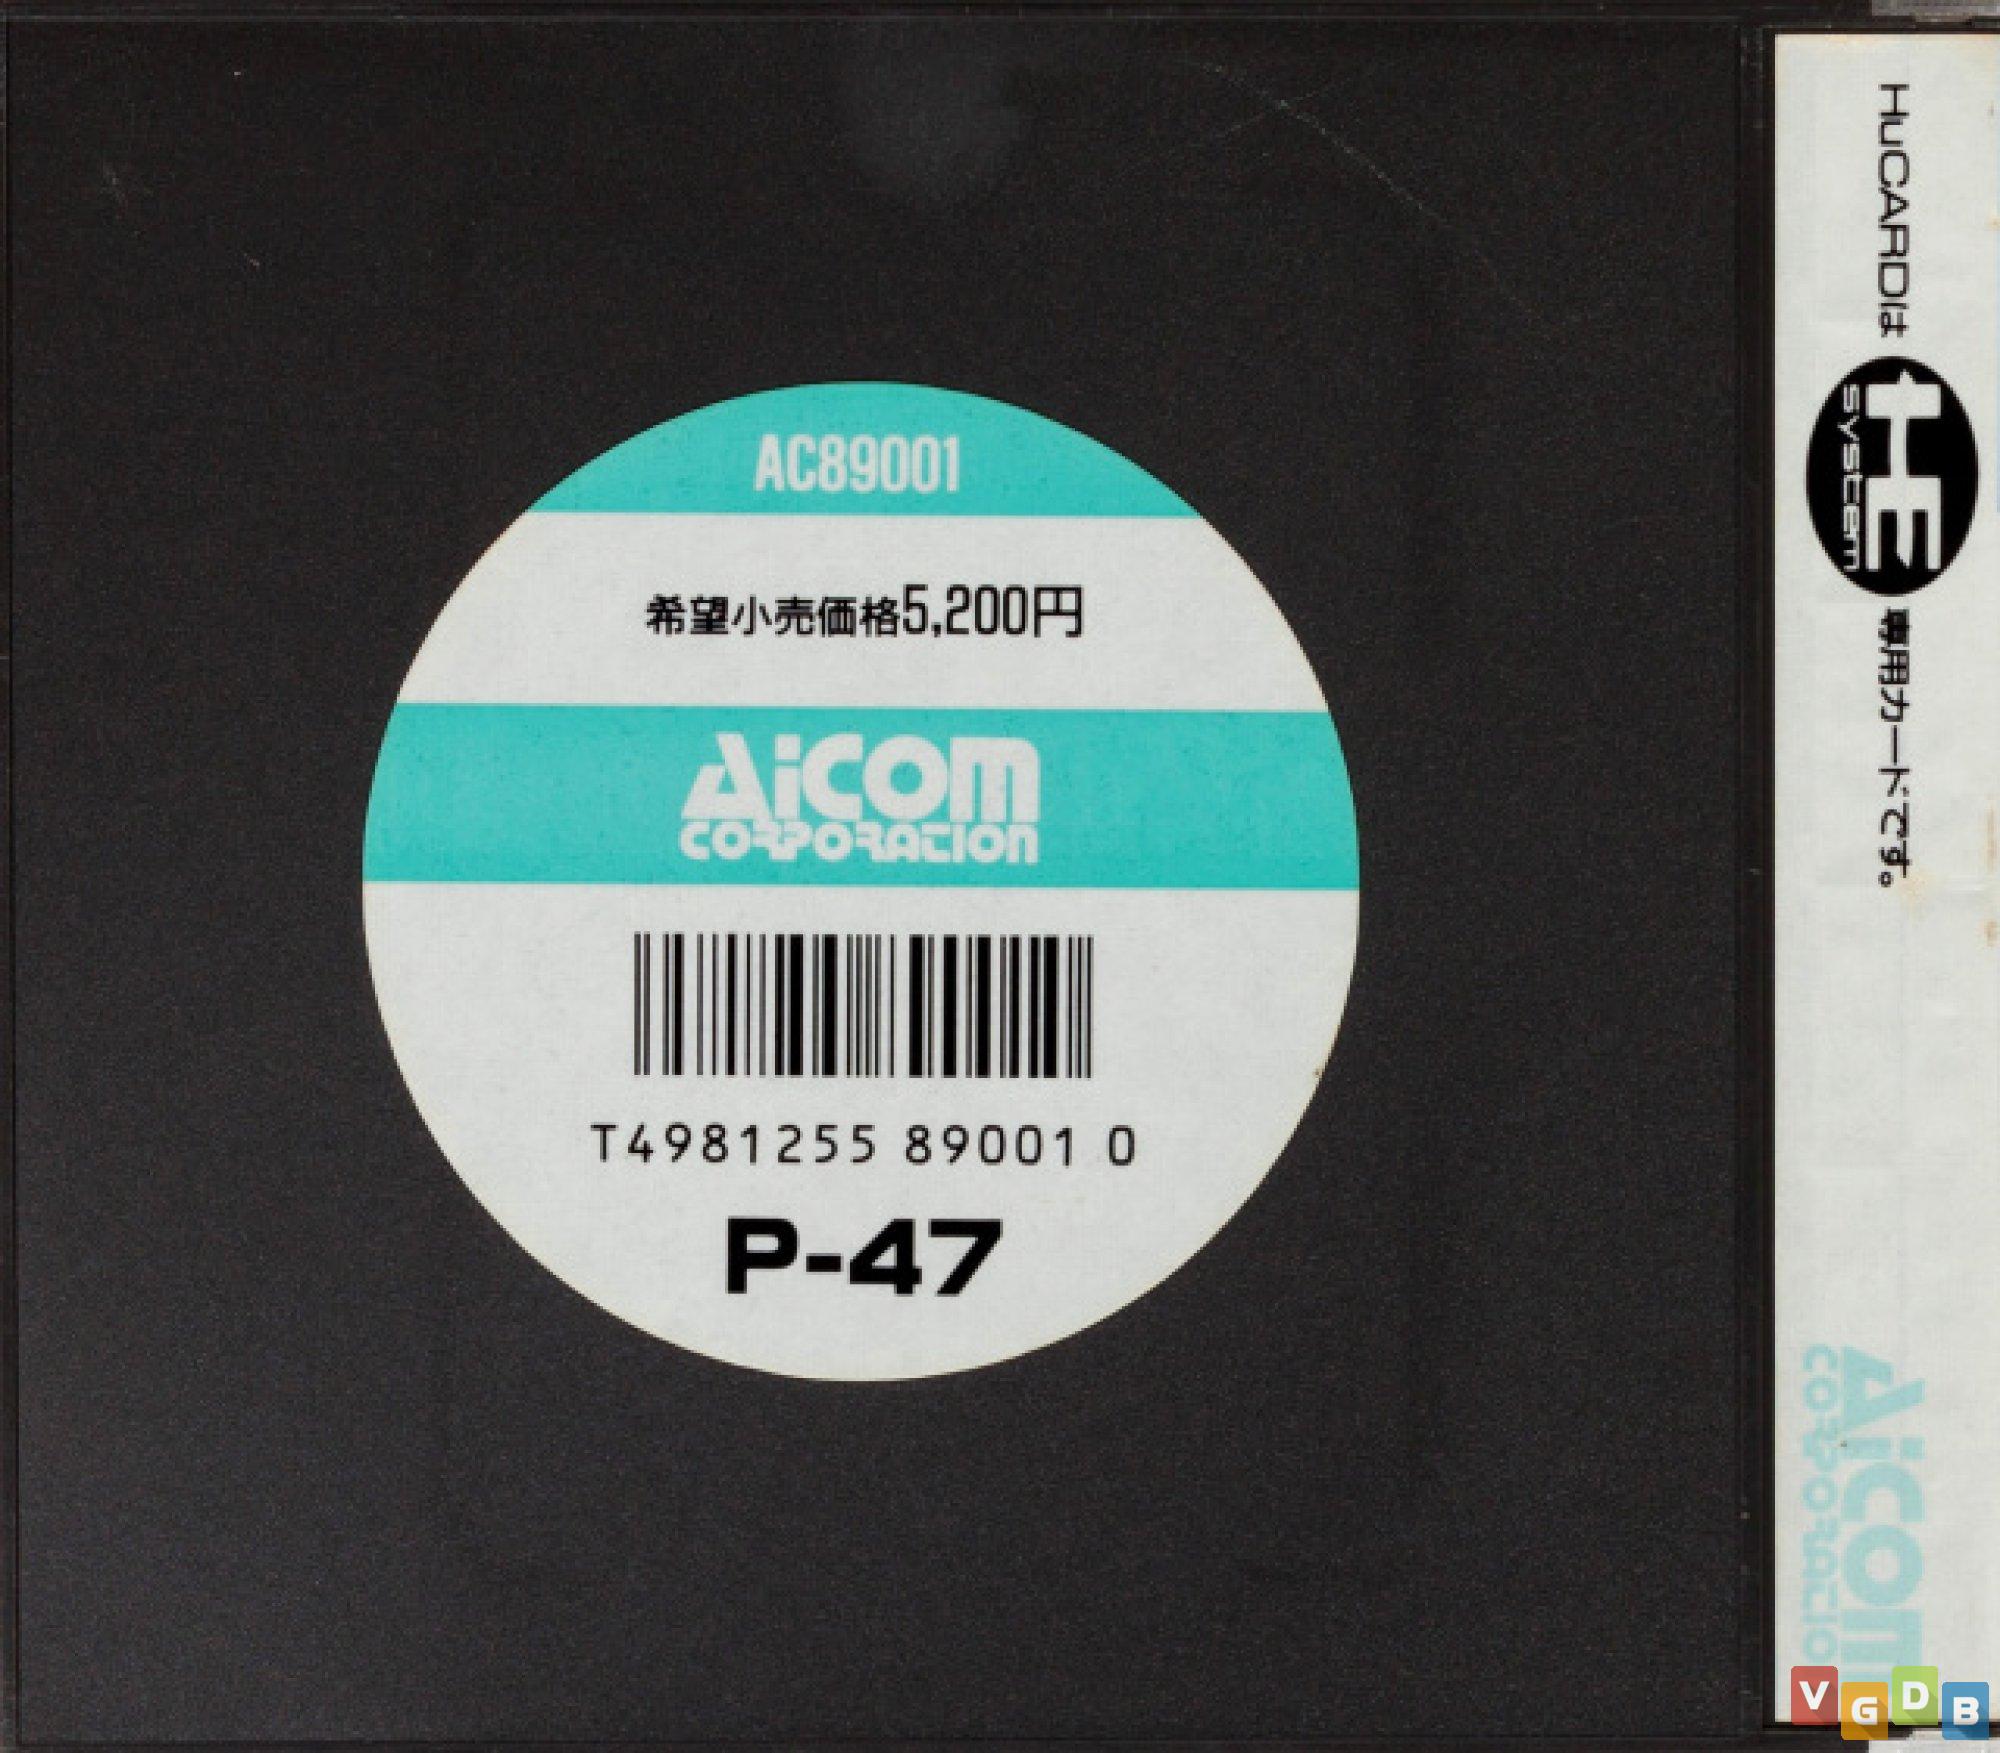 AC89001
希望小売価格5,200円
AiCOM
CORPORATION
T4981255 89001 0
P-47
HuCARDは
HE
system
専用カードです。
AiCOM
CORPORATION
VGDB